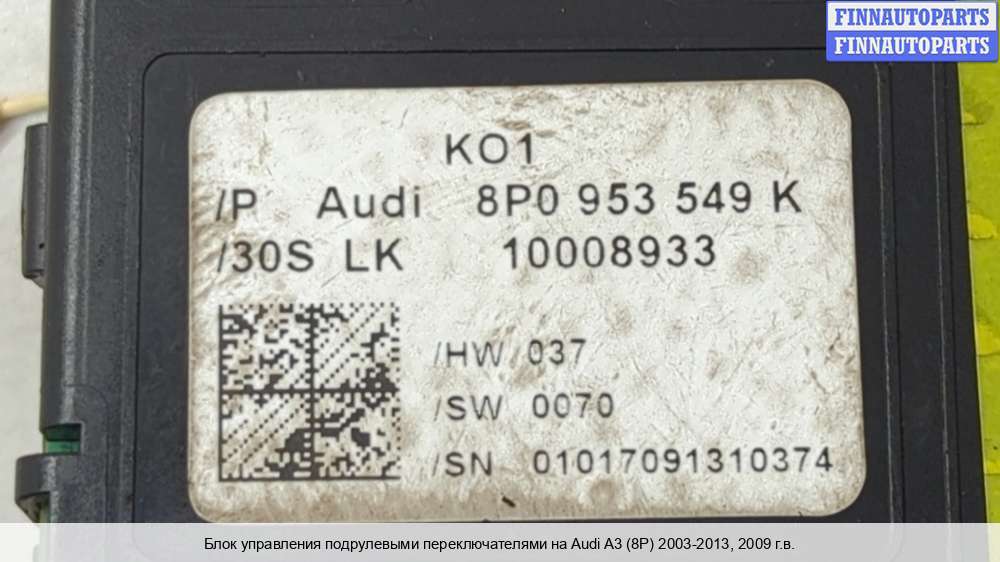 FINNAUTOPARTS
FINNAUTOPARTS
KO1
/P Audi 8P0 953 549 K
/30S LK 10008933
/HW 037
/SW 0070
/SN 01017091310374
Блок управления подрулевыми переключателями на Audi A3 (8P) 2003-2013, 2009 г.в.